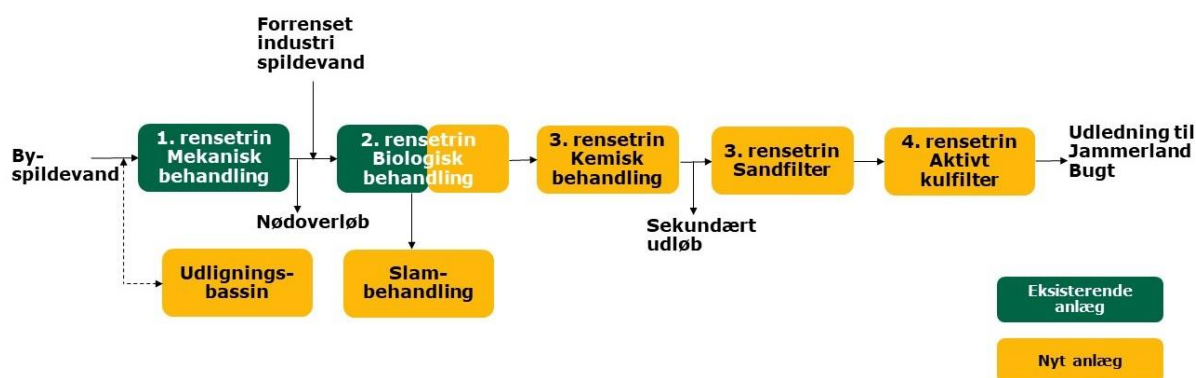 Forrenset
industri
spildevand
By-
spildevand
1. rensetrin
Mekanisk
behandling
2. rensetrin
Biologisk
behandling
3. rensetrin
Kemisk
behandling
3. rensetrin
Sandfilter
4. rensetrin
Aktivt
kulfilter
Udledning til
Jammerland
Bugt
Nødoverløb
Sekundært
udløb
Udlignings-
bassin
Slam-
behandling
Eksisterende
anlæg
Nyt anlæg